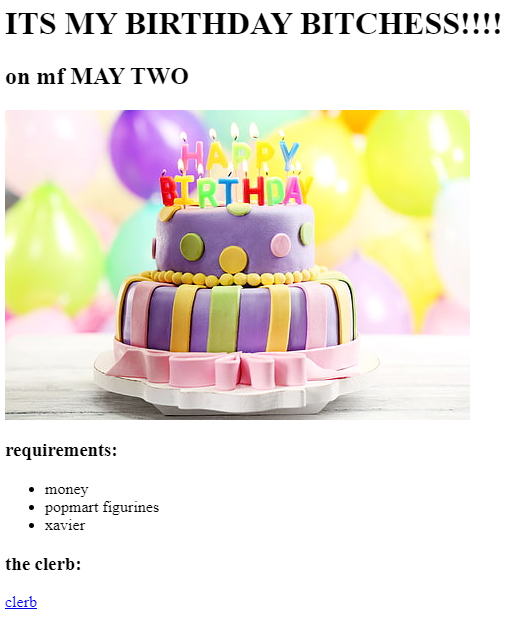 ITS MY BIRTHDAY BITCHESS!!!!
on mf MAY TWO
HAPPY
BIRTHDAY
requirements:
money
popmart figurines
xavier
the clerb:
clerb